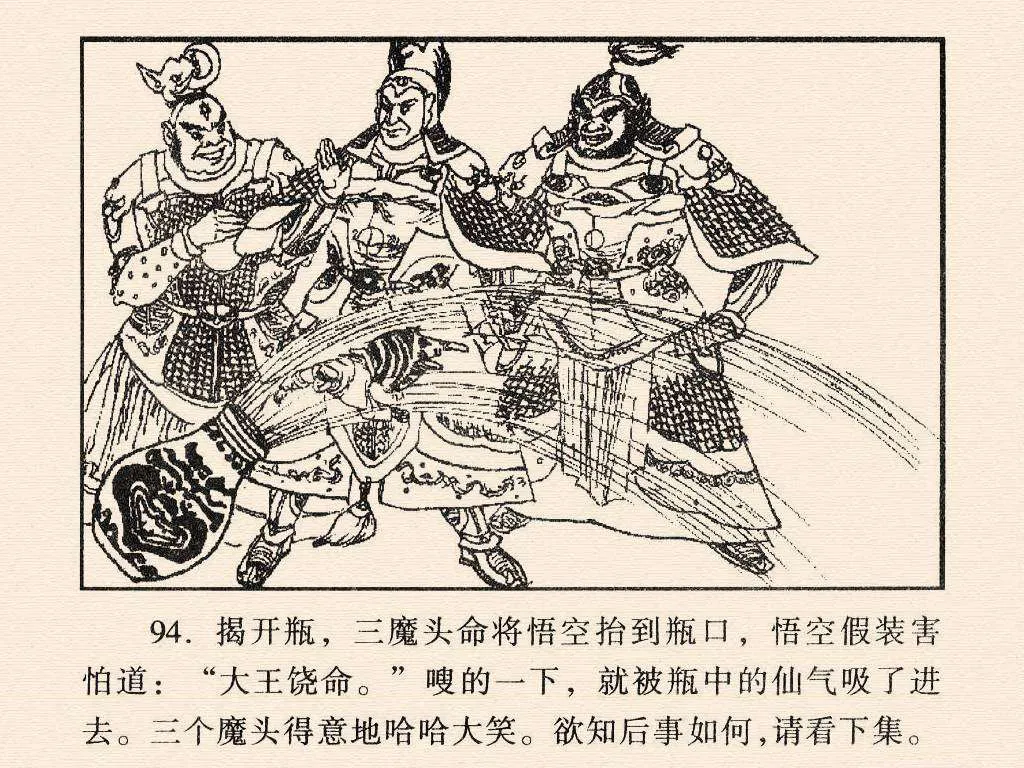 94. 揭开瓶，三魔头命将悟空抬到瓶口，悟空假装害
怕道：“大王饶命。”嗖的一下，就被瓶中的仙气吸了进
去。三个魔头得意地哈哈大笑。欲知后事如何，请看下集。